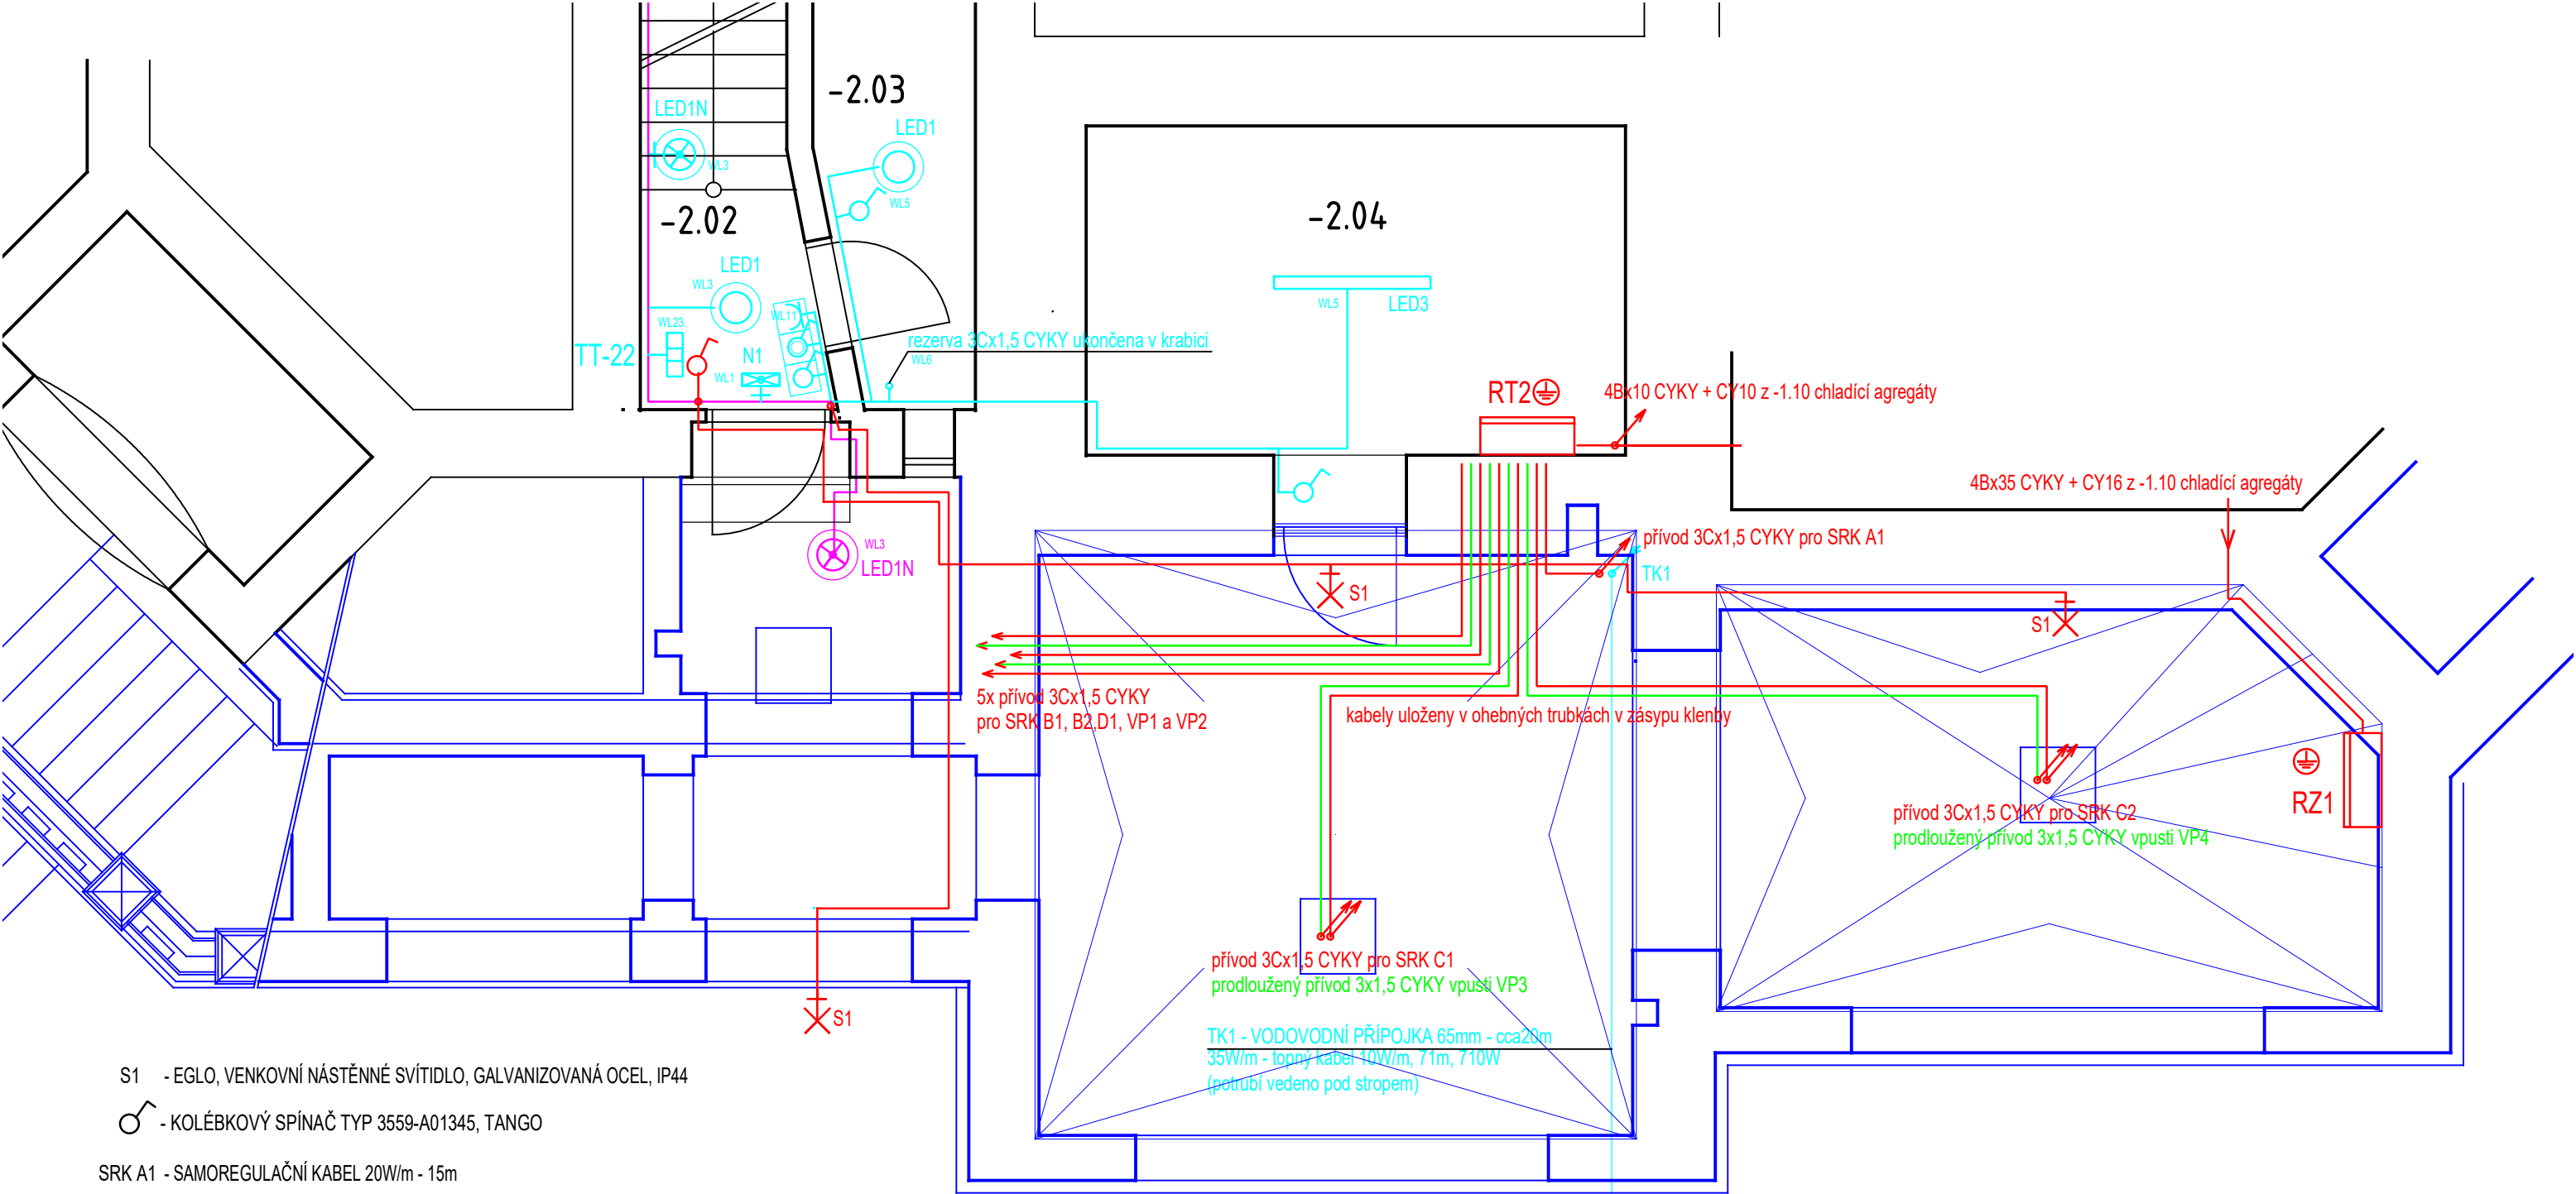 -2.03
LED1N
LED1
WL3
WL5
-2.02
-2.04
LED1
WL3
WL11
WL23
TT-22
N1
WL1
rezerva 3Cx1,5 CYKY ukončena v krabici
WL6
WL5
LED3
RT2
4Bx10 CYKY + CY10 z -1.10 chladící agregáty
4Bx35 CYKY + CY16 z -1.10 chladící agregáty
přívod 3Cx1,5 CYKY pro SRK A1
TK1
WL3
LED1N
S1
S1
5x přívod 3Cx1,5 CYKY
pro SRK B1, B2,D1, VP1 a VP2
kabely uloženy v ohebných trubkách v zásypu klenby
RZ1
přívod 3Cx1,5 CYKY pro SRK C2
prodloužený přívod 3x1,5 CYKY vpusti VP4
přívod 3Cx1,5 CYKY pro SRK C1
prodloužený přívod 3x1,5 CYKY vpusti VP3
S1
TK1 - VODOVODNÍ PŘÍPOJKA 65mm - cca20m
35W/m - topný kabel 10W/m, 71m, 710W
(potrubí vedeno pod stropem)
S1 - EGLO, VENKOVNÍ NÁSTĚNNÉ SVÍTIDLO, GALVANIZOVANÁ OCEL, IP44
- KOLÉBKOVÝ SPÍNAČ TYP 3559-A01345, TANGO
SRK A1 - SAMOREGULAČNÍ KABEL 20W/m - 15m